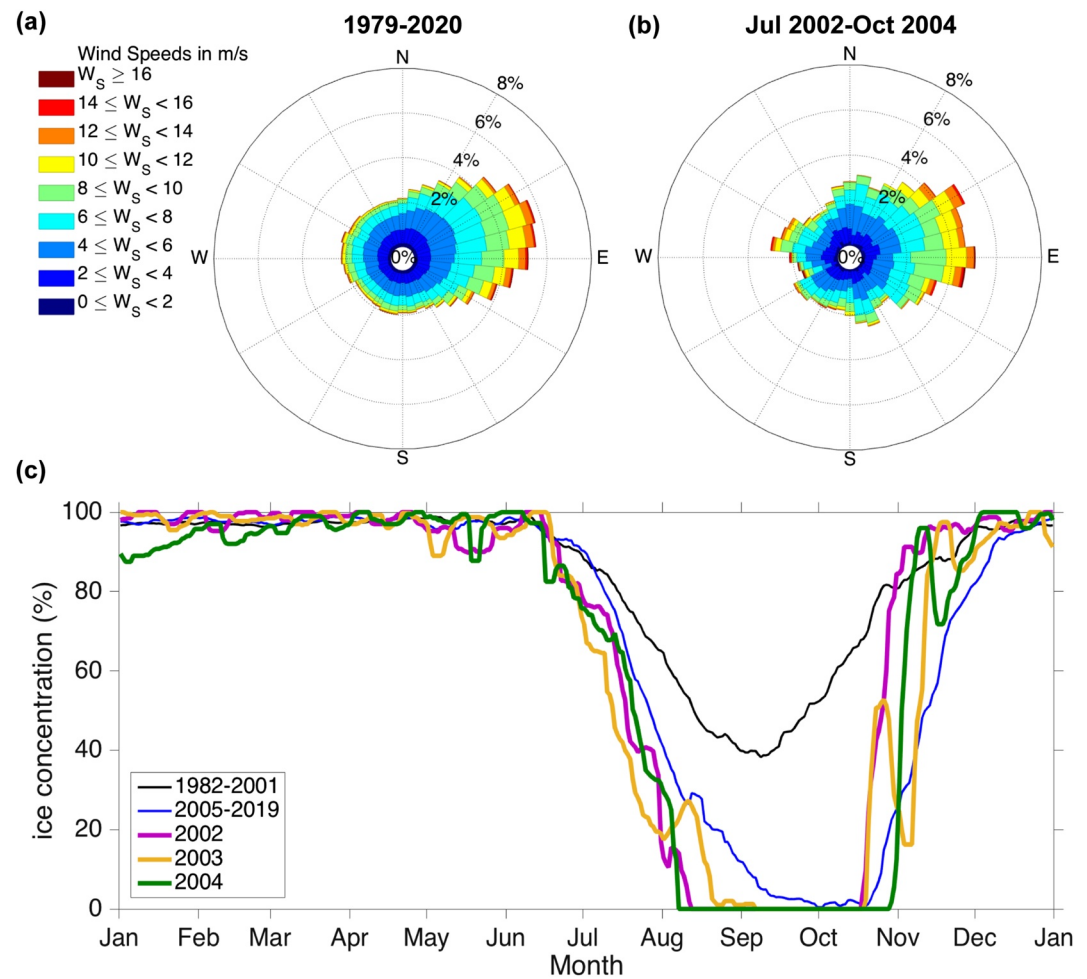 (a)
1979-2020
(b)
Jul 2002-Oct 2004
Wind Speeds in m/s
W_S ≥ 16
14 ≤ W_S < 16
12 ≤ W_S < 14
10 ≤ W_S < 12
8 ≤ W_S < 10
6 ≤ W_S < 8
4 ≤ W_S < 6
2 ≤ W_S < 4
0 ≤ W_S < 2
N
8%
6%
4%
2%
0%
W
E
S
N
8%
6%
4%
2%
0%
W
E
S
(c)
ice concentration (%)
100
80
60
40
20
0
1982-2001
2005-2019
2002
2003
2004
Jan Feb Mar Apr May Jun Jul Aug Sep Oct Nov Dec Jan
Month